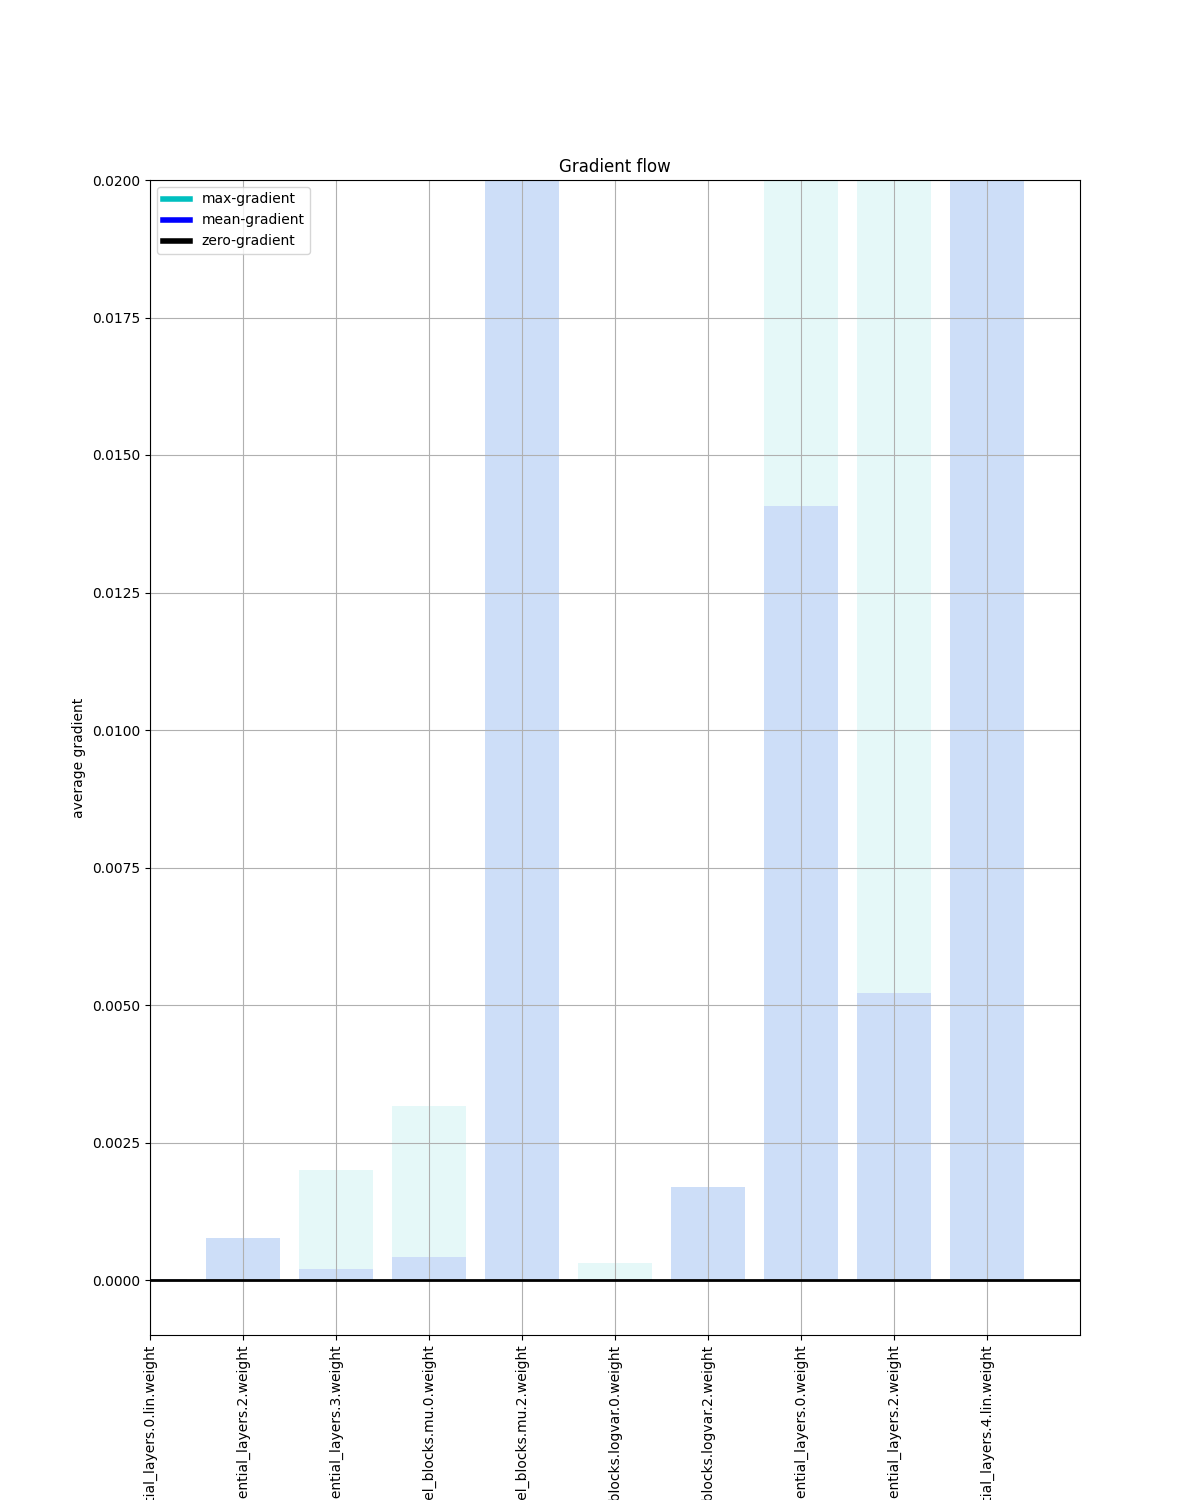 Gradient flow
max-gradient
mean-gradient
zero-gradient
0.0200
0.0175
0.0150
0.0125
0.0100
0.0075
0.0050
0.0025
0.0000
average gradient
tial_layers.0.lin.weight
ential_layers.2.weight
ential_layers.3.weight
el_blocks.mu.0.weight
el_blocks.mu.2.weight
blocks.logvar.0.weight
blocks.logvar.2.weight
ential_layers.0.weight
ential_layers.2.weight
tial_layers.4.lin.weight